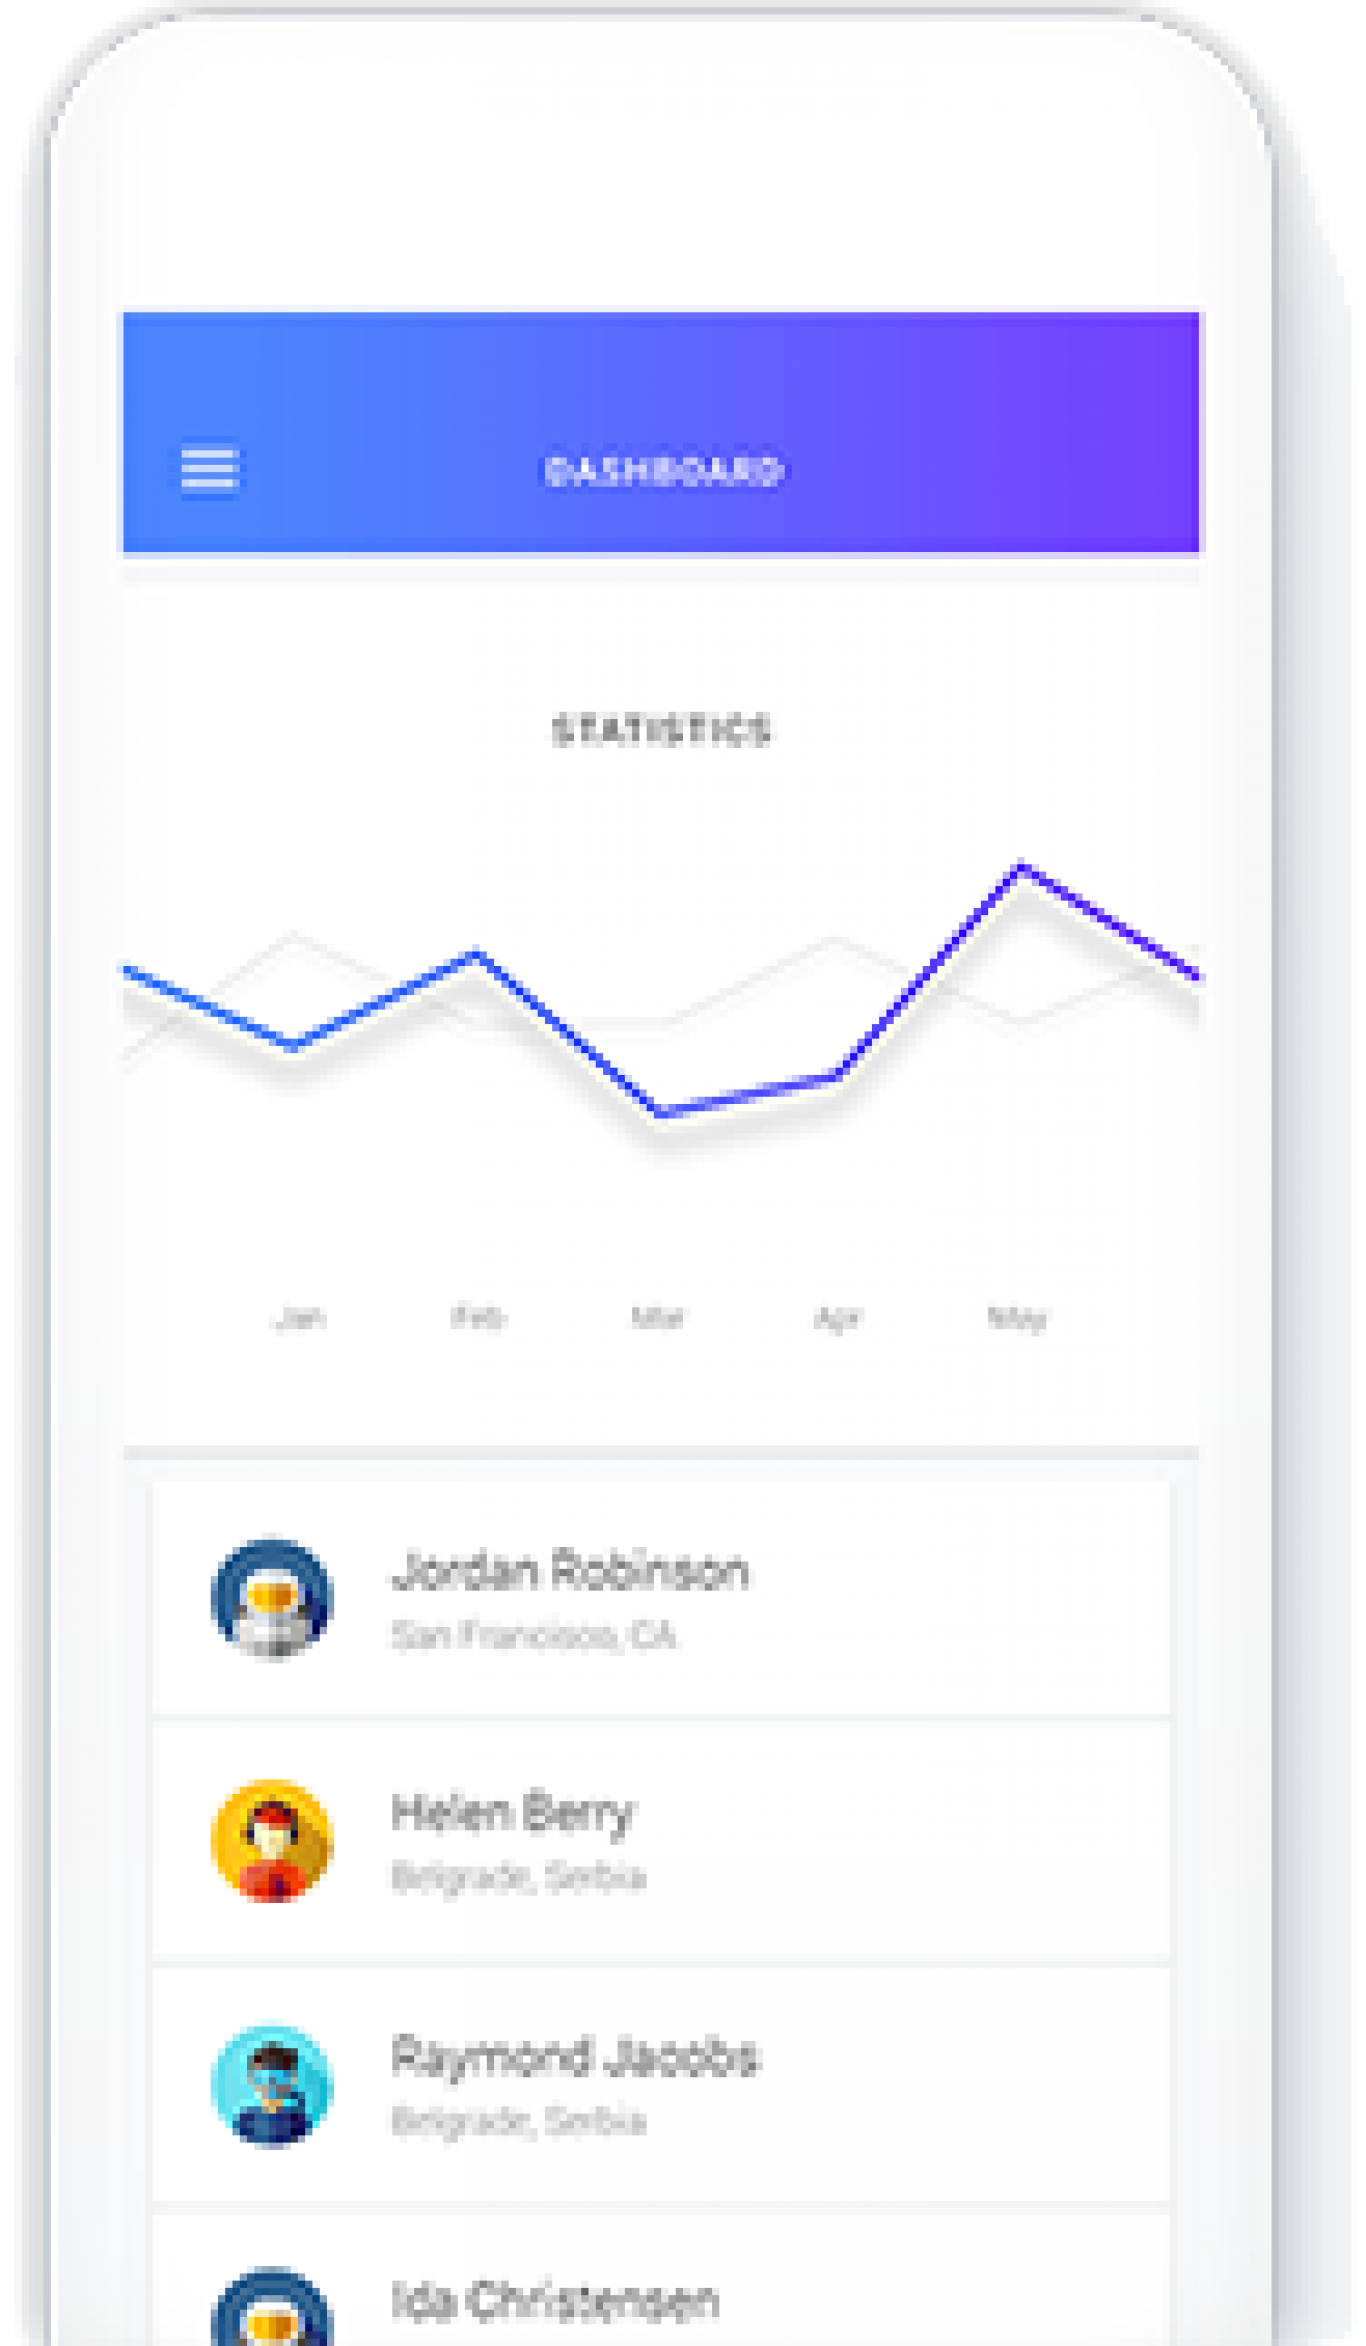 DASHBOARD
STATISTICS
Jan Feb Mar Apr May
Jordan Robinson
San Francisco, CA
Helen Berry
Belgrade, Serbia
Raymond Jacobs
Belgrade, Serbia
Ida Christensen